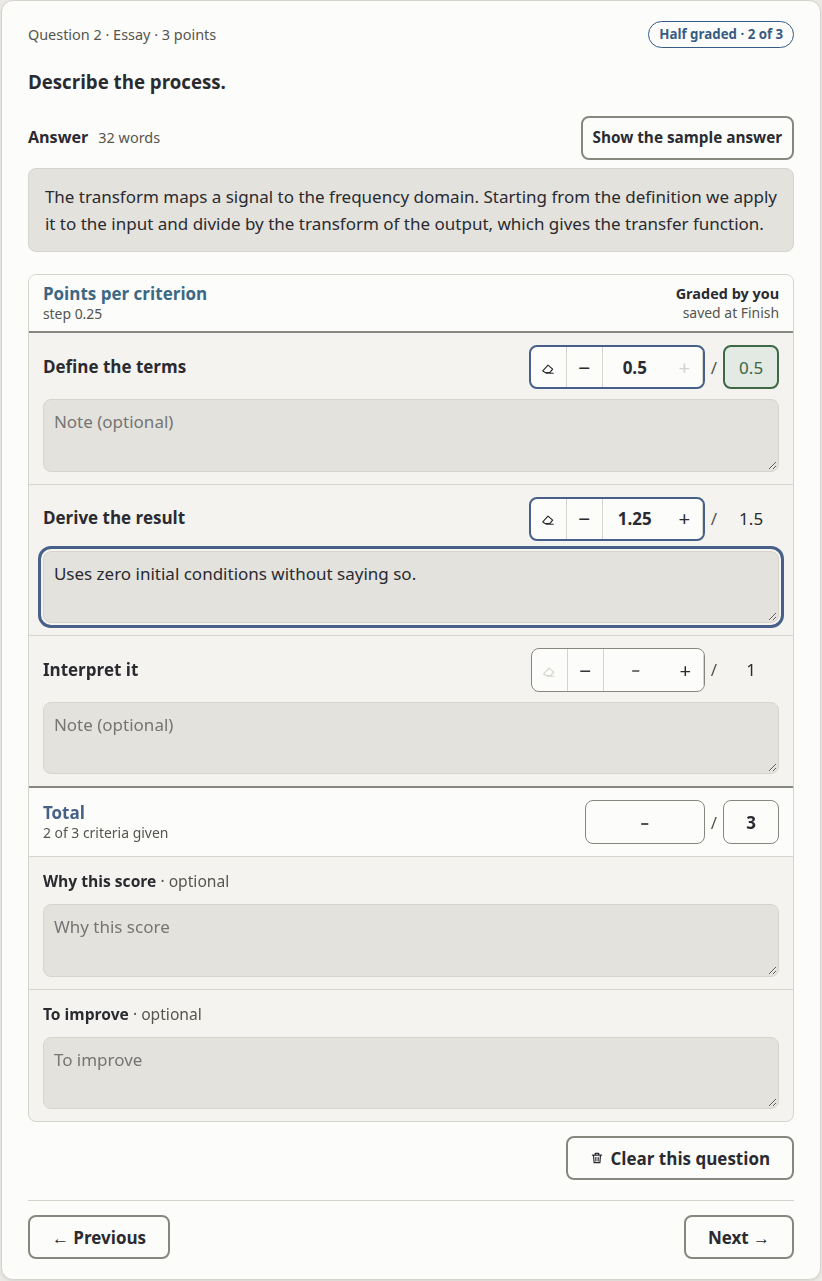 Question 2 · Essay · 3 points
Half graded · 2 of 3
Describe the process.
Answer 32 words
Show the sample answer
The transform maps a signal to the frequency domain. Starting from the definition we apply
it to the input and divide by the transform of the output, which gives the transfer function.
Points per criterion
step 0.25
Graded by you
saved at Finish
Define the terms
− 0.5 + / 0.5
Note (optional)
Derive the result
− 1.25 + / 1.5
Uses zero initial conditions without saying so.
Interpret it
− – + / 1
Note (optional)
Total
2 of 3 criteria given
– / 3
Why this score · optional
Why this score
To improve · optional
To improve
Clear this question
← Previous
Next →